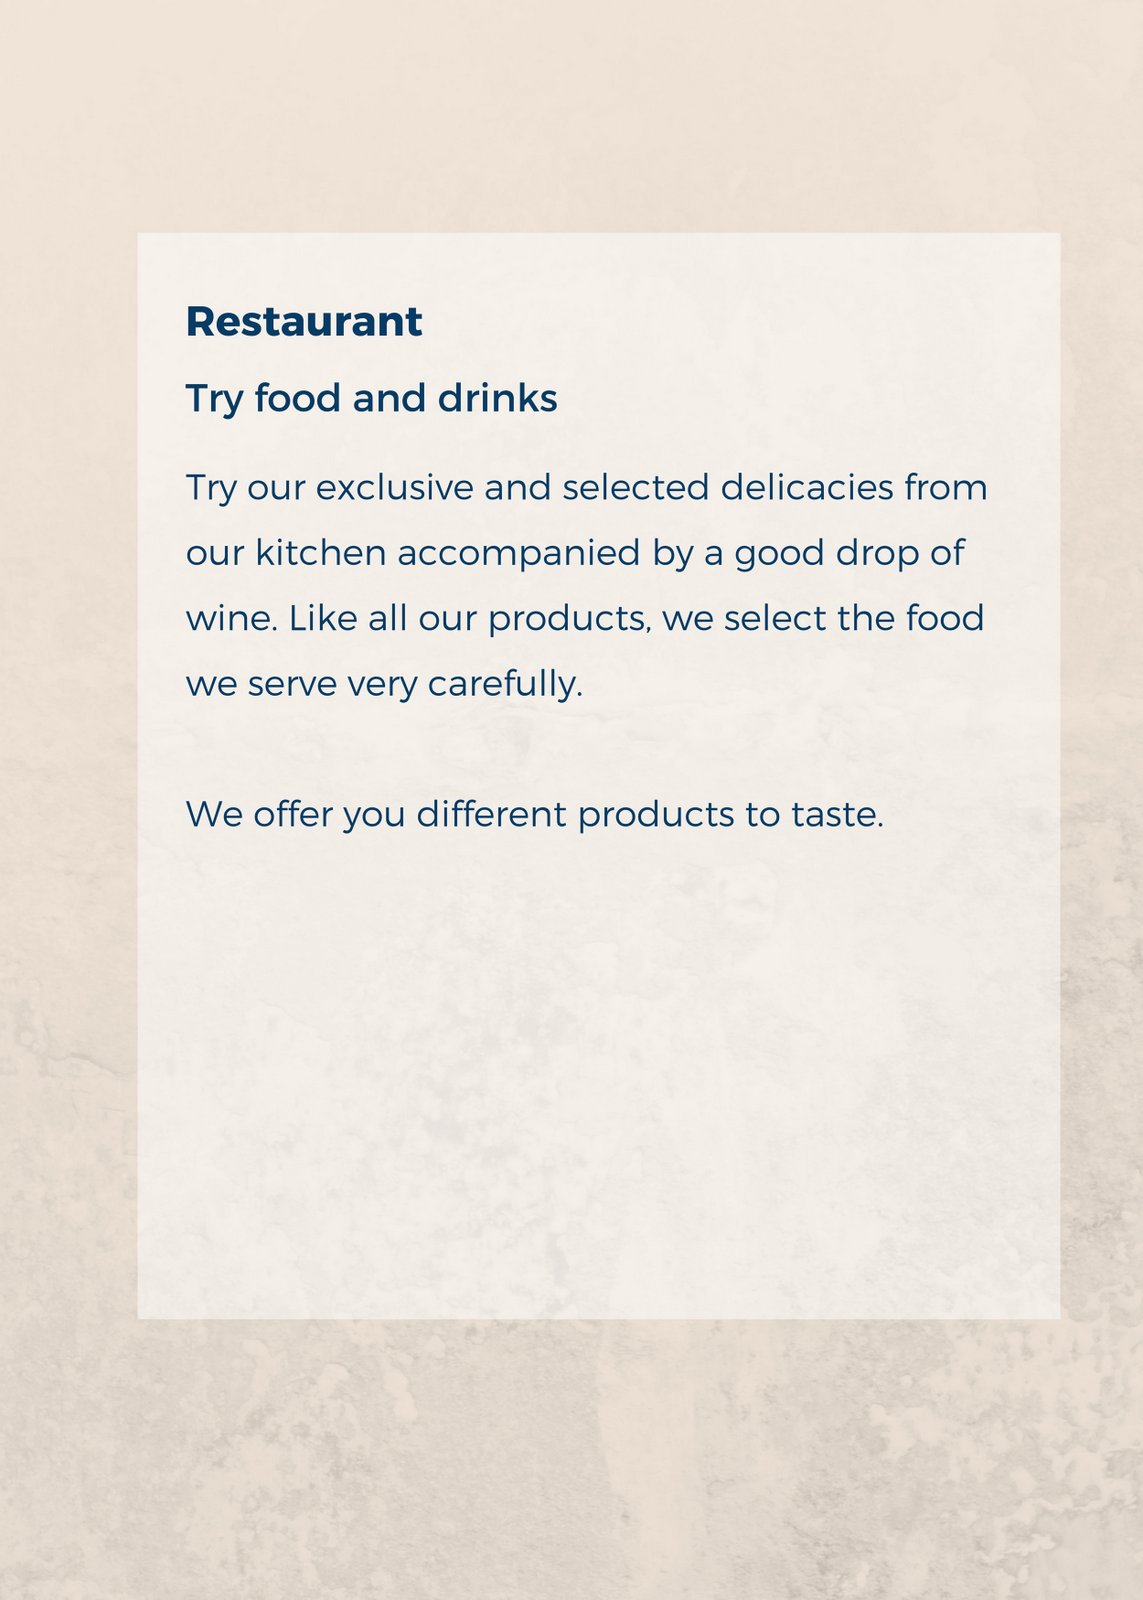 Restaurant
Try food and drinks
Try our exclusive and selected delicacies from
our kitchen accompanied by a good drop of
wine. Like all our products, we select the food
we serve very carefully.
We offer you different products to taste.